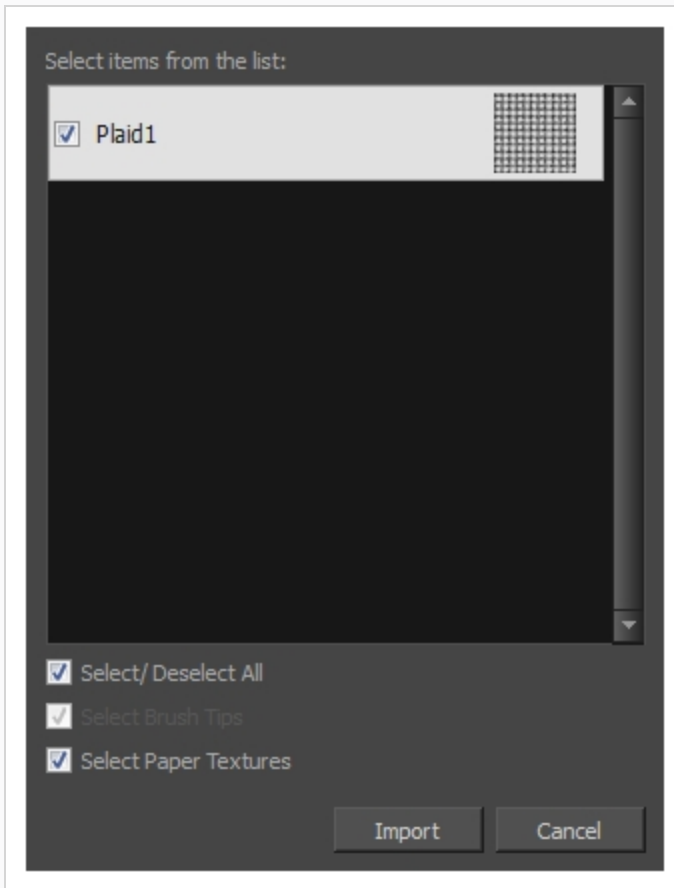 Select items from the list:
Plaid1
Select/ Deselect All
Select Brush Tips
Select Paper Textures
Import Cancel